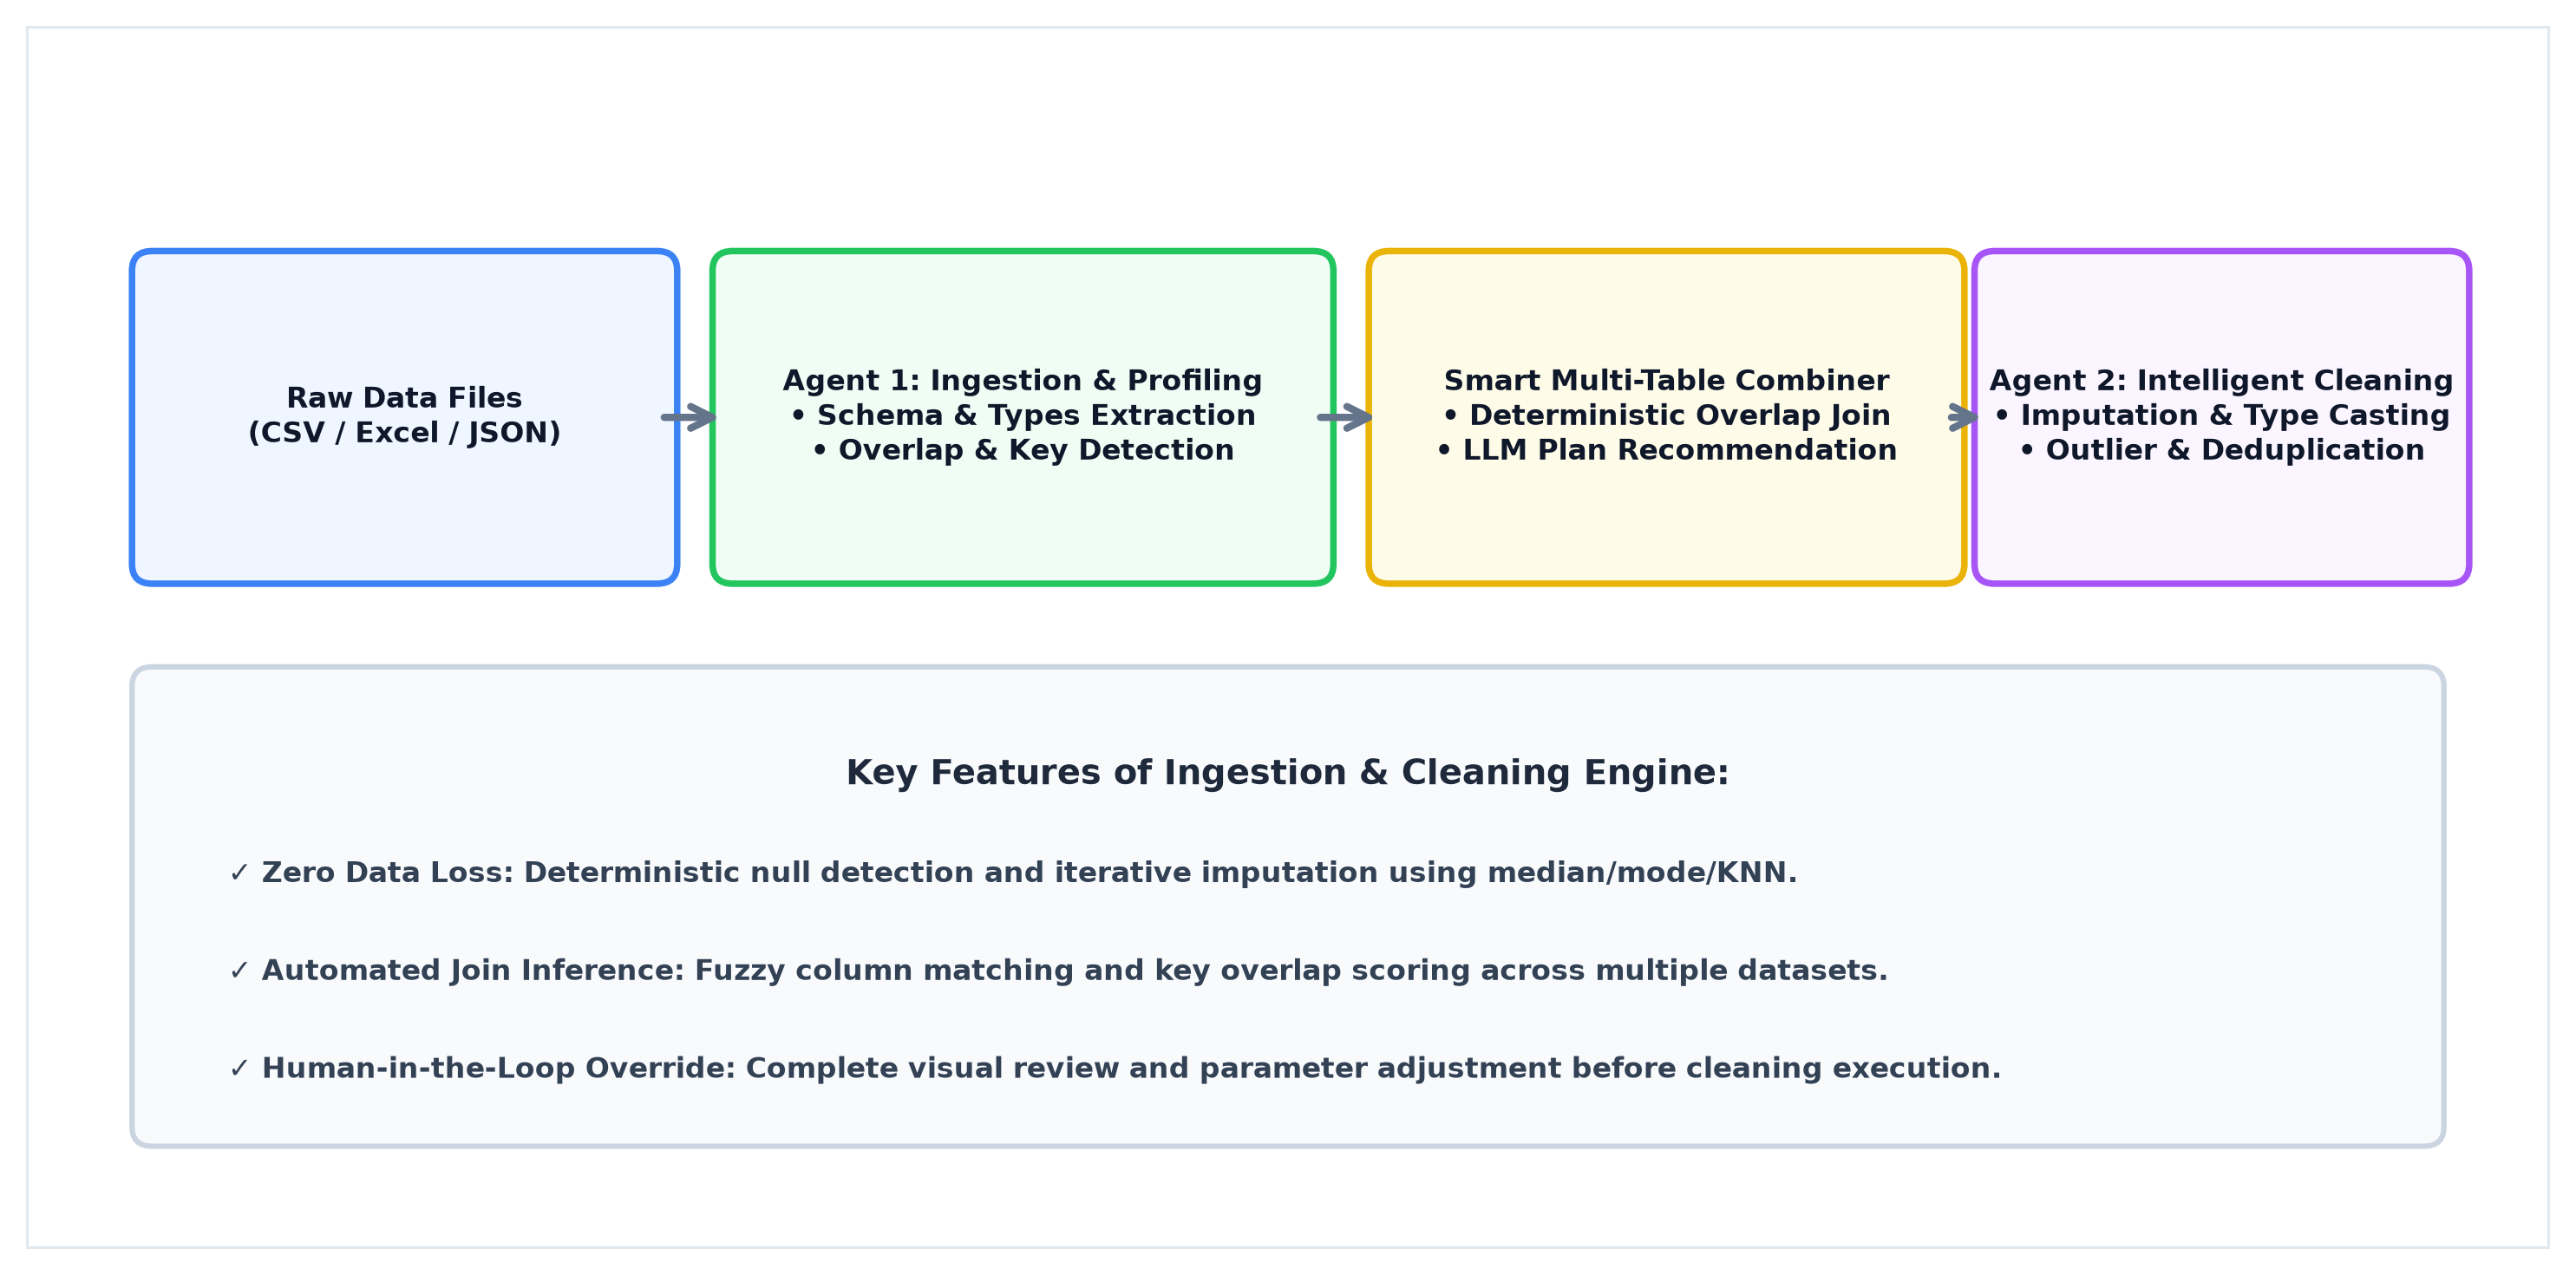 Raw Data Files
(CSV / Excel / JSON)
Agent 1: Ingestion & Profiling
• Schema & Types Extraction
• Overlap & Key Detection
Smart Multi-Table Combiner
• Deterministic Overlap Join
• LLM Plan Recommendation
Agent 2: Intelligent Cleaning
• Imputation & Type Casting
• Outlier & Deduplication
Key Features of Ingestion & Cleaning Engine:
✓ Zero Data Loss: Deterministic null detection and iterative imputation using median/mode/KNN.
✓ Automated Join Inference: Fuzzy column matching and key overlap scoring across multiple datasets.
✓ Human-in-the-Loop Override: Complete visual review and parameter adjustment before cleaning execution.